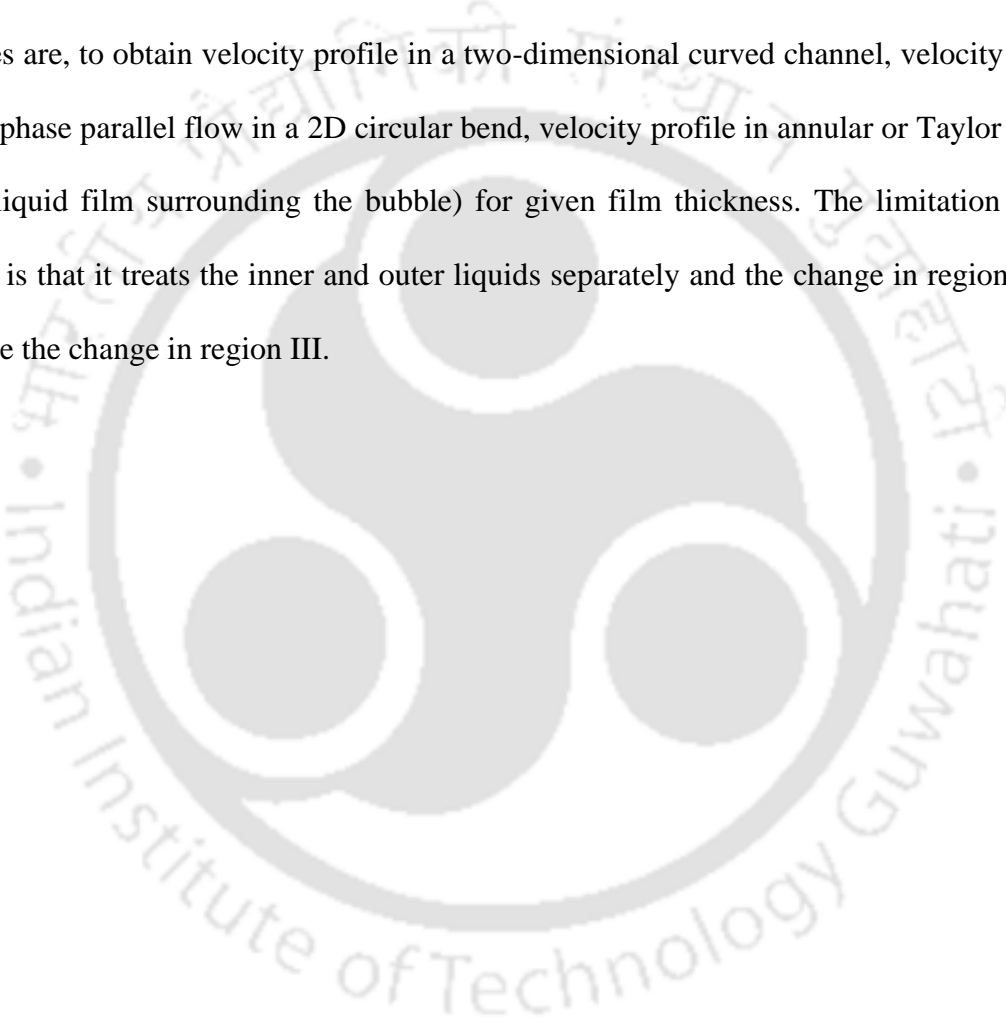 es are, to obtain velocity profile in a two-dimensional curved channel, velocity
phase parallel flow in a 2D circular bend, velocity profile in annular or Taylor
liquid film surrounding the bubble) for given film thickness. The limitation
is that it treats the inner and outer liquids separately and the change in region
e the change in region III.
• Indian Institute of Technology Guwahati •